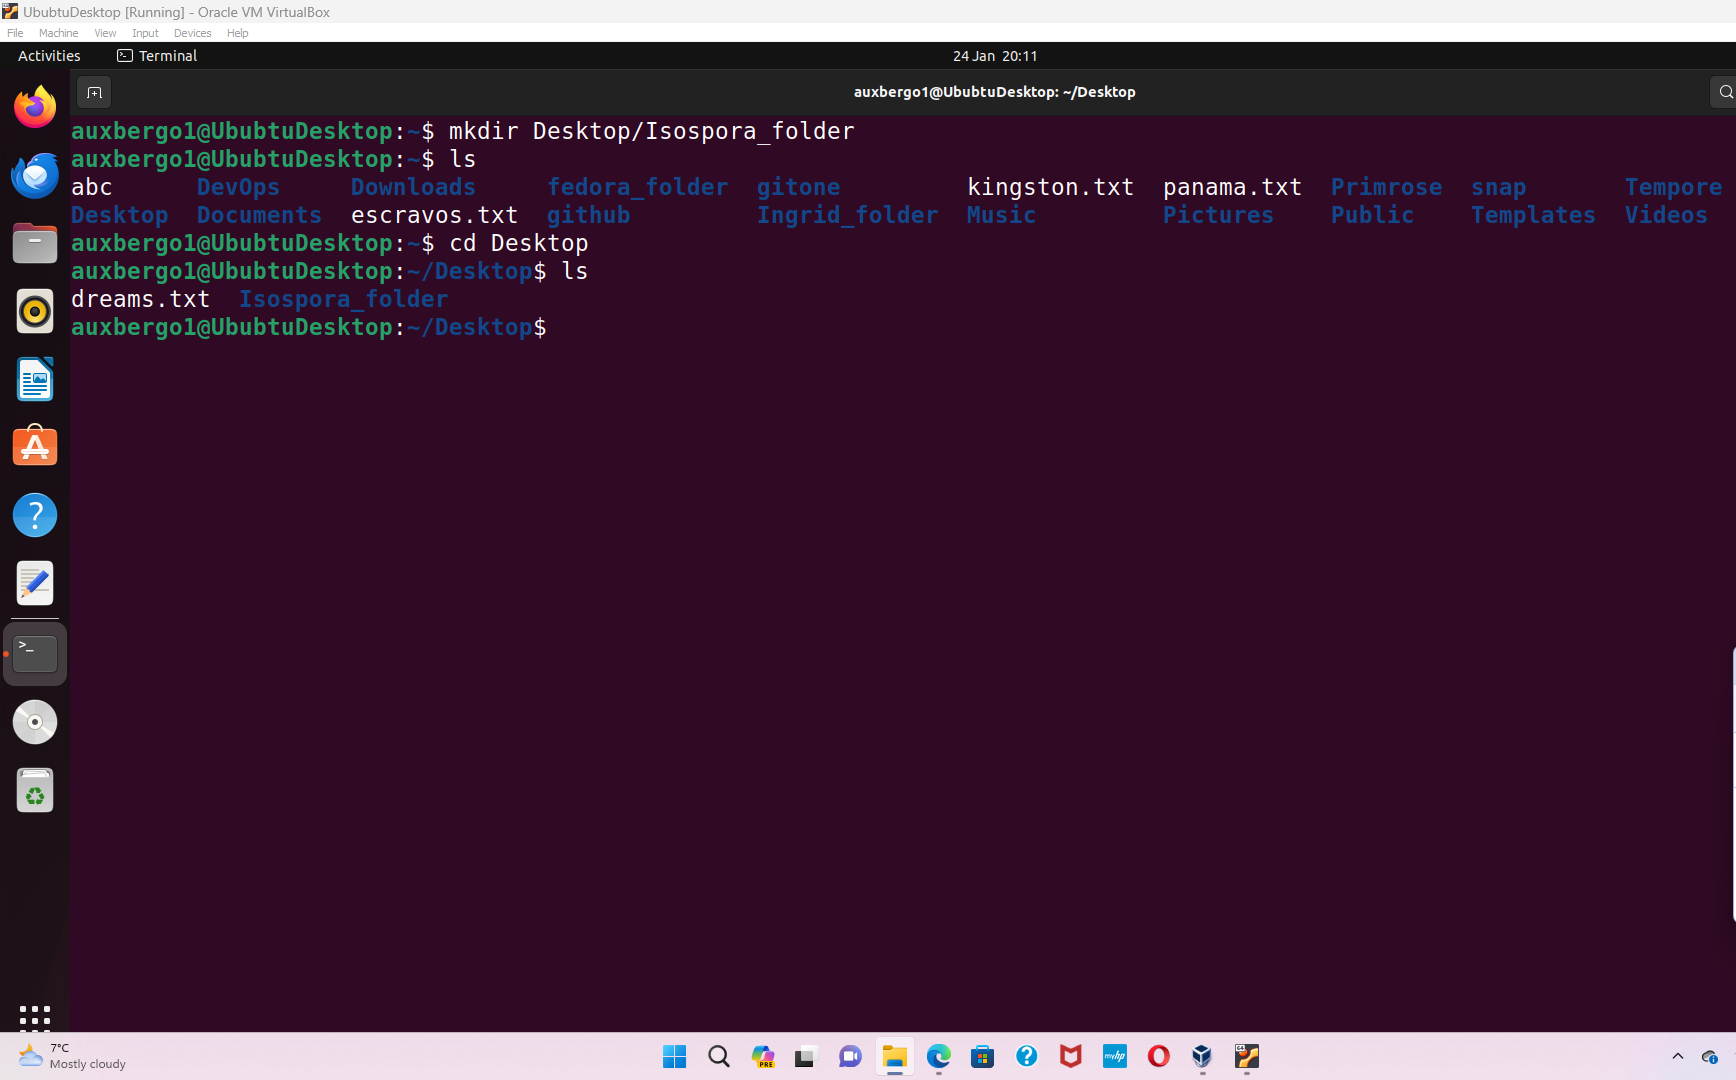 UbubtuDesktop [Running] - Oracle VM VirtualBox
File Machine View Input Devices Help
Activities Terminal 24 Jan 20:11
auxbergo1@UbubtuDesktop: ~/Desktop
auxbergo1@UbubtuDesktop:~$ mkdir Desktop/Isospora_folder
auxbergo1@UbubtuDesktop:~$ ls
abc DevOps Downloads fedora_folder gitone kingston.txt panama.txt Primrose snap Tempore
Desktop Documents escravos.txt github Ingrid_folder Music Pictures Public Templates Videos
auxbergo1@UbubtuDesktop:~$ cd Desktop
auxbergo1@UbubtuDesktop:~/Desktop$ ls
dreams.txt Isospora_folder
auxbergo1@UbubtuDesktop:~/Desktop$
7°C
Mostly cloudy
PRE
myhp
64